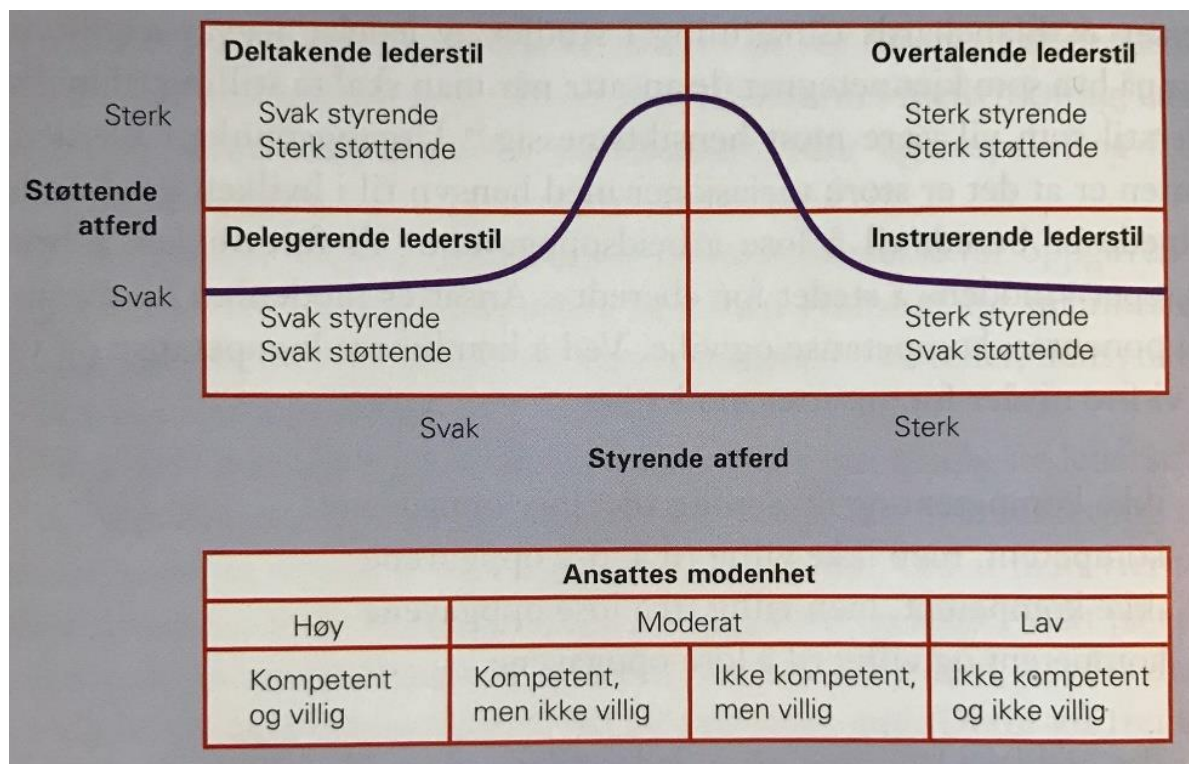 Deltakende lederstil
Svak styrende
Sterk støttende
Overtalende lederstil
Sterk styrende
Sterk støttende
Sterk
Støttende
atferd
Svak
Delegerende lederstil
Svak styrende
Svak støttende
Instruerende lederstil
Sterk styrende
Svak støttende
Svak
Sterk
Styrende atferd
Ansattes modenhet
Høy
Moderat
Lav
Kompetent
og villig
Kompetent,
men ikke villig
Ikke kompetent,
men villig
Ikke kompetent
og ikke villig